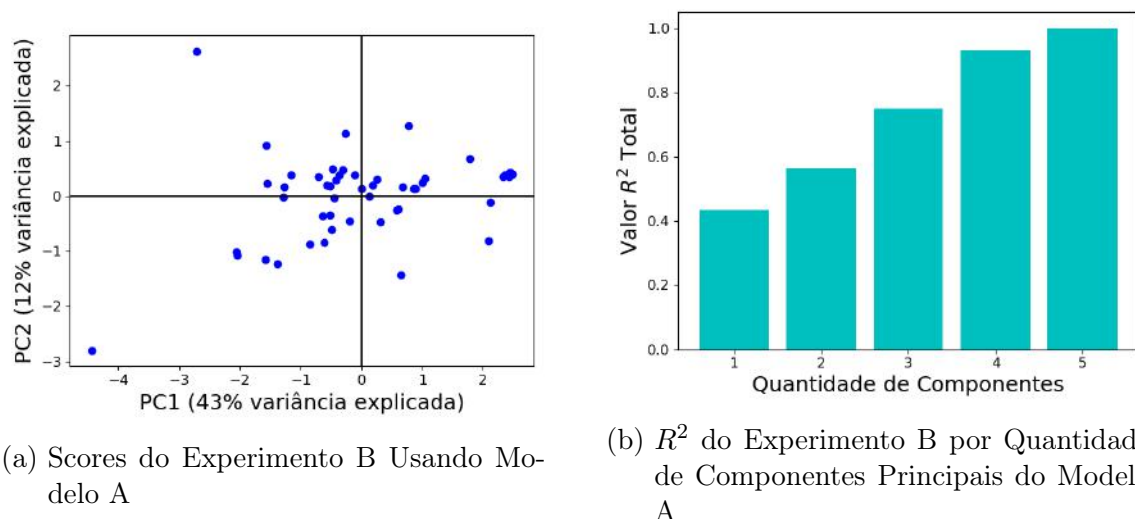 PC2 (12% variância explicada)
2
1
0
−1
−2
−3
−4
−3
−2
−1
0
1
2
PC1 (43% variância explicada)
(a) Scores do Experimento B Usando Mo-
delo A
Valor R² Total
1.0
0.8
0.6
0.4
0.2
0.0
1
2
3
4
5
Quantidade de Componentes
(b) R² do Experimento B por Quantidad
de Componentes Principais do Model
A